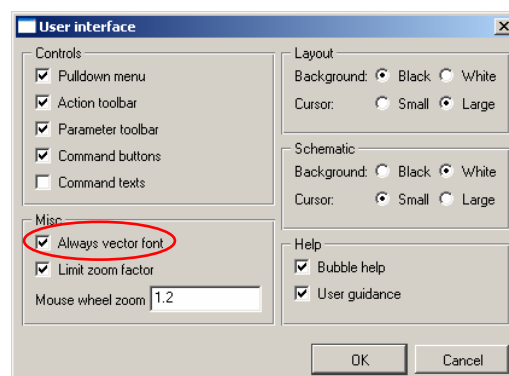 User interface
Controls
Pulldown menu
Action toolbar
Parameter toolbar
Command buttons
Command texts
Misc
Always vector font
Limit zoom factor
Mouse wheel zoom 1.2
Layout
Background: Black White
Cursor: Small Large
Schematic
Background: Black White
Cursor: Small Large
Help
Bubble help
User guidance
OK Cancel